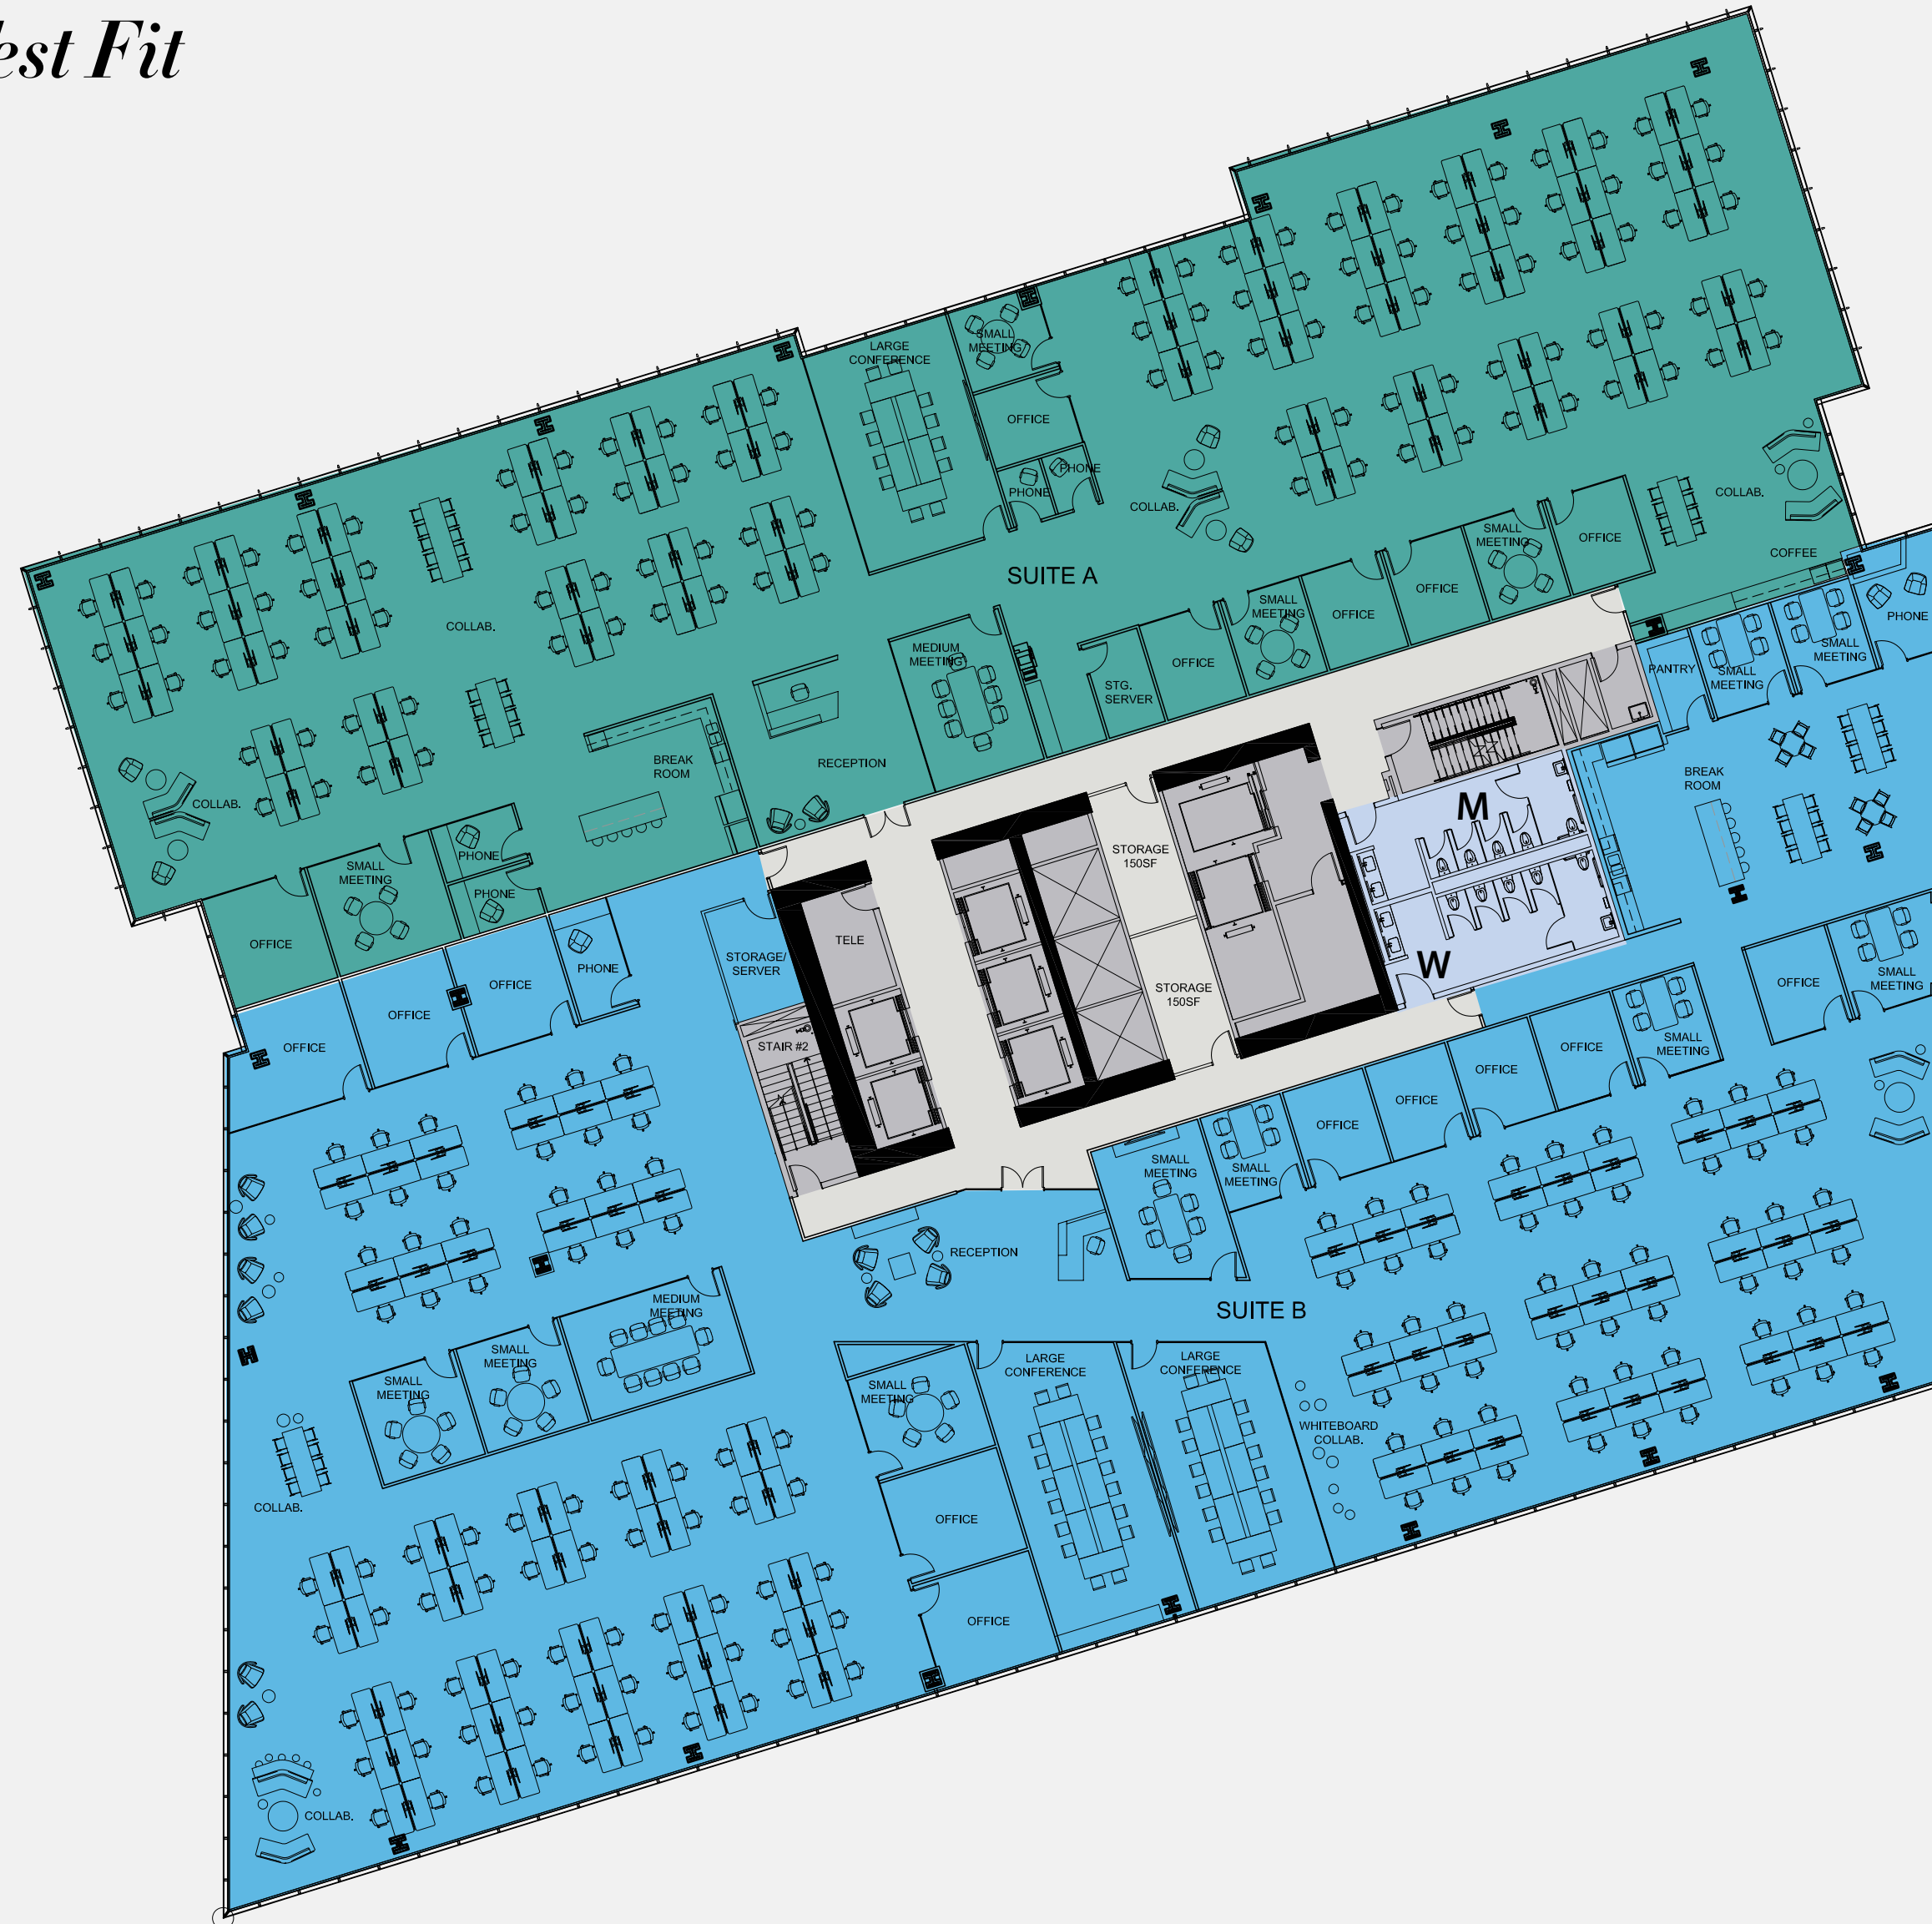 est Fit
LARGE
CONFERENCE
SMALL
MEETING
OFFICE
PHONE
PHONE
COLLAB.
COLLAB.
COFFEE
SUITE A
COLLAB.
SMALL
MEETING
OFFICE
OFFICE
OFFICE
SMALL
MEETING
OFFICE
STG.
SERVER
MEDIUM
MEETING
RECEPTION
BREAK
ROOM
COLLAB.
SMALL
MEETING
PHONE
PHONE
OFFICE
PHONE
SMALL
MEETING
SMALL
MEETING
PANTRY
BREAK
ROOM
M
W
STORAGE
150SF
STORAGE
150SF
TELE
STORAGE/
SERVER
STAIR #2
PHONE
OFFICE
OFFICE
OFFICE
SMALL
MEETING
OFFICE
SMALL
MEETING
OFFICE
OFFICE
OFFICE
OFFICE
SMALL
MEETING
SMALL
MEETING
RECEPTION
SUITE B
MEDIUM
MEETING
SMALL
MEETING
SMALL
MEETING
SMALL
MEETING
LARGE
CONFERENCE
LARGE
CONFERENCE
WHITEBOARD
COLLAB.
COLLAB.
OFFICE
OFFICE
COLLAB.